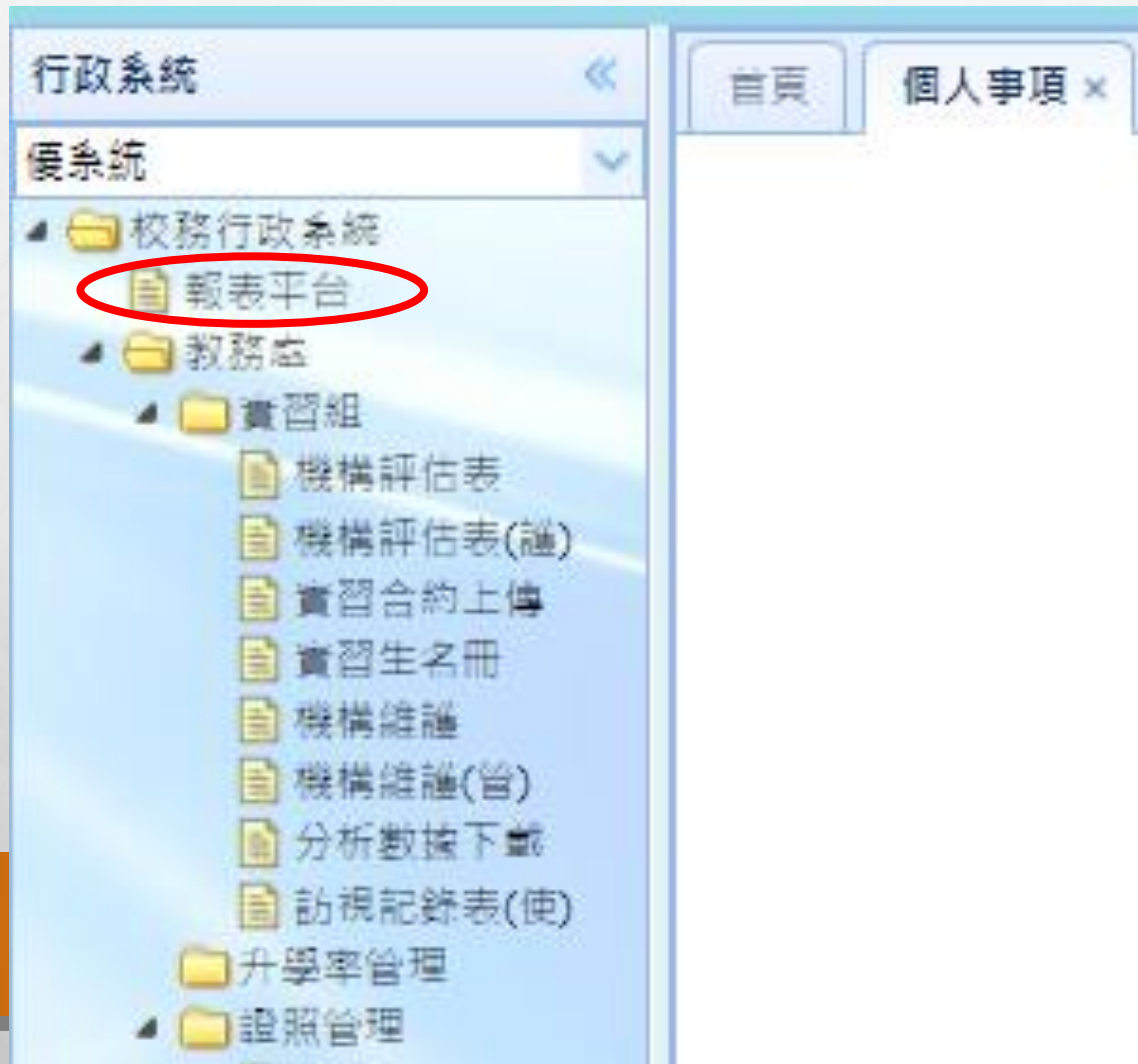 行政系統
首頁
個人事項
優系統
校務行政系統
報表平台
教務處
實習組
機構評估表
機構評估表(護)
實習合約上傳
實習生名冊
機構維護
機構維護(管)
分析數據下載
訪視記錄表(使)
升學率管理
證照管理